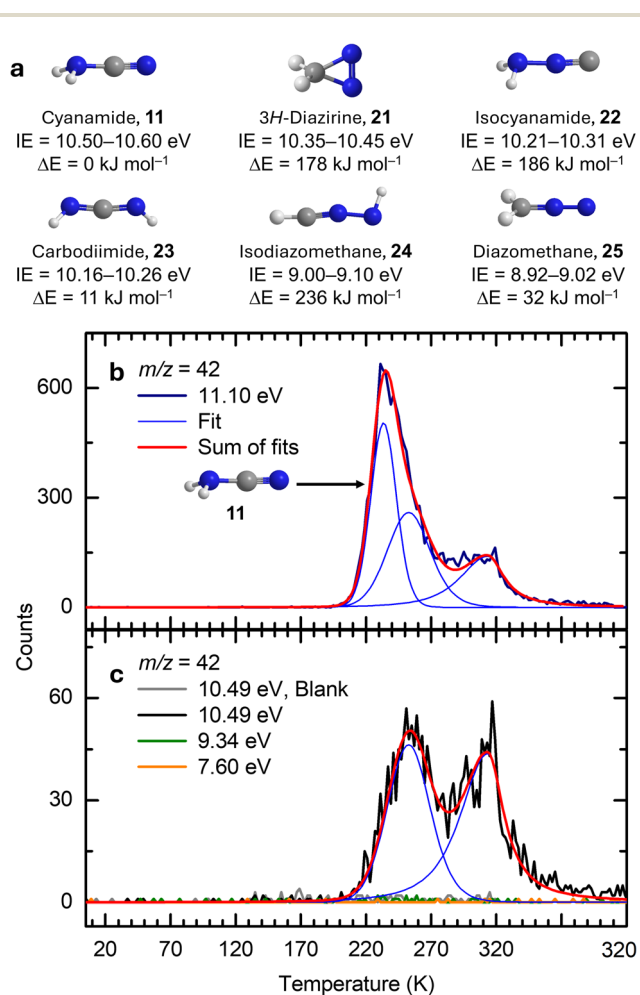 a
Cyanamide, 11
IE = 10.50–10.60 eV
ΔE = 0 kJ mol⁻¹
3H-Diazirine, 21
IE = 10.35–10.45 eV
ΔE = 178 kJ mol⁻¹
Isocyanamide, 22
IE = 10.21–10.31 eV
ΔE = 186 kJ mol⁻¹
Carbodiimide, 23
IE = 10.16–10.26 eV
ΔE = 11 kJ mol⁻¹
Isodiazomethane, 24
IE = 9.00–9.10 eV
ΔE = 236 kJ mol⁻¹
Diazomethane, 25
IE = 8.92–9.02 eV
ΔE = 32 kJ mol⁻¹
b
m/z = 42
11.10 eV
Fit
Sum of fits
11
600
300
0
Counts
c
m/z = 42
10.49 eV, Blank
10.49 eV
9.34 eV
7.60 eV
60
30
0
20 70 120 170 220 270 320 320
Temperature (K)